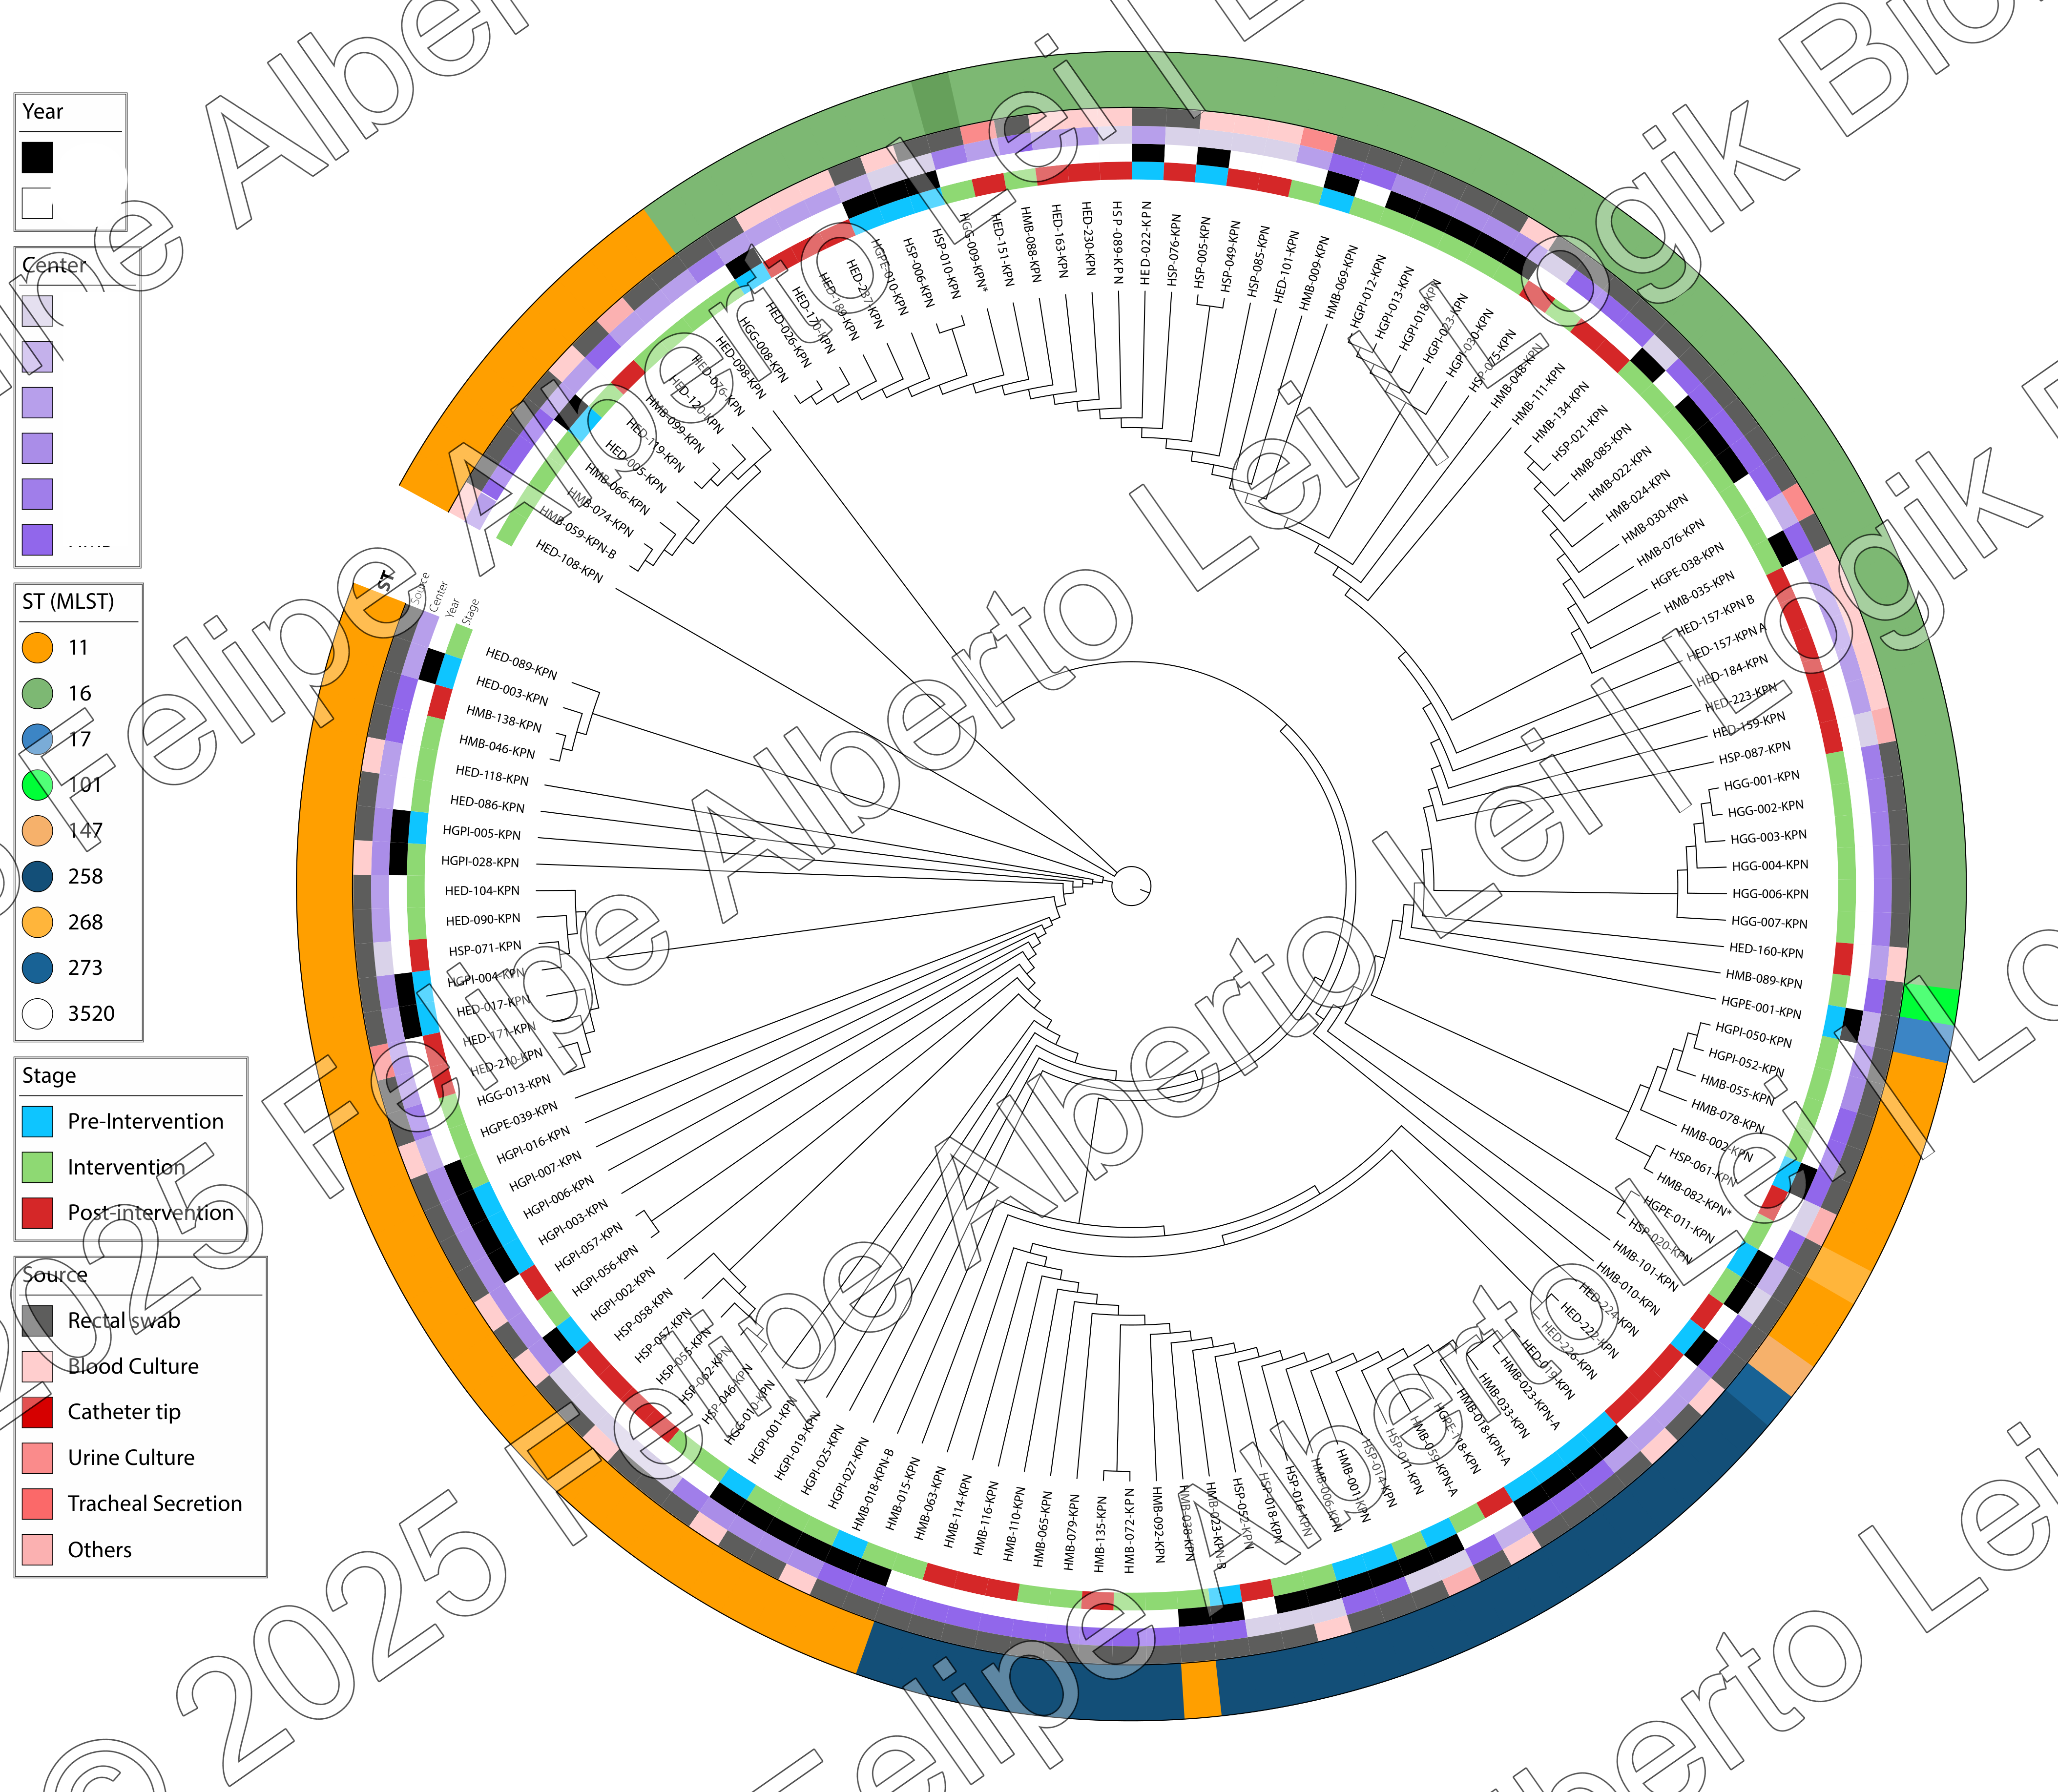 Year
Center
ST (MLST)
11
16
17
101
147
258
268
273
3520
Stage
Pre-Intervention
Intervention
Post-intervention
Source
Rectal swab
Blood Culture
Catheter tip
Urine Culture
Tracheal Secretion
Others
ST
Source
Center
Year
Stage
HED-089-KPN
HED-003-KPN
HMB-138-KPN
HMB-046-KPN
HED-118-KPN
HED-086-KPN
HGPI-005-KPN
HGPI-028-KPN
HED-104-KPN
HED-090-KPN
HSP-071-KPN
HGPI-004-KPN
HED-017-KPN
HED-171-KPN
HED-210-KPN
HGG-013-KPN
HGPE-039-KPN
HGPI-016-KPN
HGPI-007-KPN
HGPI-006-KPN
HGPI-003-KPN
HGPI-057-KPN
HGPI-056-KPN
HGPI-002-KPN
HSP-058-KPN
HSP-057-KPN
HSP-055-KPN
HSP-062-KPN
HSP-046-KPN
HGG-010-KPN
HGPI-001-KPN
HGPI-019-KPN
HGPI-025-KPN
HGPI-027-KPN
HMB-018-KPN-B
HMB-015-KPN
HMB-063-KPN
HMB-114-KPN
HMB-116-KPN
HMB-110-KPN
HMB-065-KPN
HMB-079-KPN
HMB-135-KPN
HMB-072-KPN
HMB-092-KPN
HMB-038-KPN
HMB-023-KPN-B
HSP-052-KPN
HSP-018-KPN
HSP-016-KPN
HMB-006-KPN
HMB-001-KPN
HSP-014-KPN
HSP-011-KPN
HMB-059-KPN-A
HGPE-118-KPN
HMB-018-KPN-A
HMB-033-KPN
HMB-023-KPN-A
HED-019-KPN
HED-226-KPN
HED-222-KPN
HED-224-KPN
HMB-010-KPN
HMB-101-KPN
HSP-020-KPN
HGPE-011-KPN
HMB-082-KPN*
HSP-061-KPN
HMB-002-KPN
HMB-078-KPN
HMB-055-KPN
HGPI-052-KPN
HGPI-050-KPN
HGPE-001-KPN
HMB-089-KPN
HED-160-KPN
HGG-007-KPN
HGG-006-KPN
HGG-004-KPN
HGG-003-KPN
HGG-002-KPN
HGG-001-KPN
HSP-087-KPN
HED-159-KPN
HED-223-KPN
HED-184-KPN
HED-157-KPN A
HED-157-KPN B
HMB-035-KPN
HGPE-038-KPN
HMB-076-KPN
HMB-030-KPN
HMB-024-KPN
HMB-022-KPN
HMB-085-KPN
HSP-021-KPN
HMB-134-KPN
HMB-111-KPN
HMB-048-KPN
HSP-075-KPN
HGPI-030-KPN
HGPI-023-KPN
HGPI-018-KPN
HGPI-013-KPN
HGPI-012-KPN
HMB-069-KPN
HMB-009-KPN
HED-101-KPN
HSP-085-KPN
HSP-049-KPN
HSP-005-KPN
HSP-076-KPN
HED-022-KPN
HSP-089-KPN
HED-230-KPN
HED-163-KPN
HMB-088-KPN
HED-151-KPN
HGG-009-KPN*
HSP-010-KPN
HSP-006-KPN
HGPE-010-KPN
HED-237-KPN
HED-189-KPN
HED-170-KPN
HED-026-KPN
HGG-008-KPN
HED-098-KPN
HED-076-KPN
HED-120-KPN
HMB-099-KPN
HED-119-KPN
HED-005-KPN
HMB-066-KPN
HMB-074-KPN
HMB-059-KPN-B
HED-108-KPN
© 2025 Felipe Alberto Lei